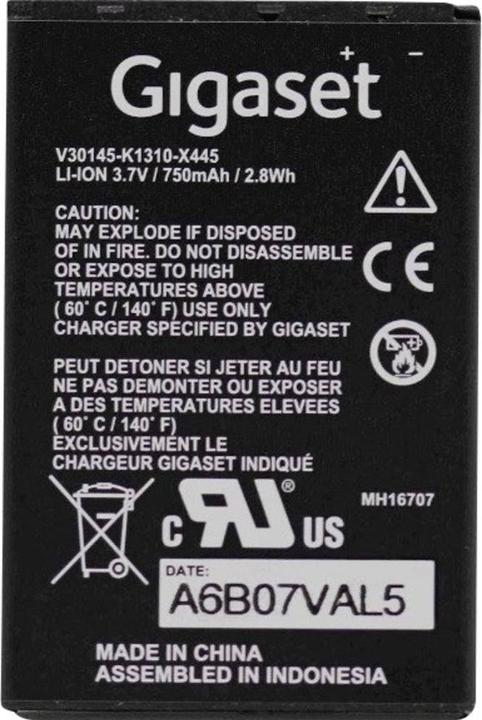 + −
Gigaset
V30145-K1310-X445
LI-ION 3.7V / 750mAh / 2.8Wh
CAUTION:
MAY EXPLODE IF DISPOSED
OF IN FIRE. DO NOT DISASSEMBLE
OR EXPOSE TO HIGH
TEMPERATURES ABOVE
( 60° C / 140° F) USE ONLY
CHARGER SPECIFIED BY GIGASET
PEUT DETONER SI JETER AU FEU
NE PAS DEMONTER OU EXPOSER
A DES TEMPERATURES ELEVEES
( 60° C / 140° F)
EXCLUSIVEMENT LE
CHARGEUR GIGASET INDIQUÉ
CE
MH16707
c RU ® US
DATE:
A6B07VAL5
MADE IN CHINA
ASSEMBLED IN INDONESIA